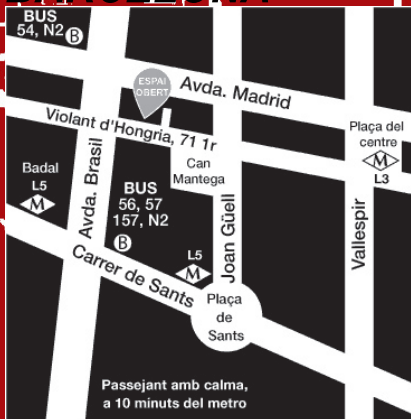 BUS
54, N2
B
ESPAI
OBERT
Avda. Madrid
Violant d'Hongria, 71 1r
Plaça del
centre
M
L3
Can
Mantega
Badal
L5
M
Avda. Brasil
BUS
56, 57
157, N2
B
Joan Güell
Vallespir
L5
M
Carrer de Sants
Plaça
de
Sants
Passejant amb calma,
a 10 minuts del metro